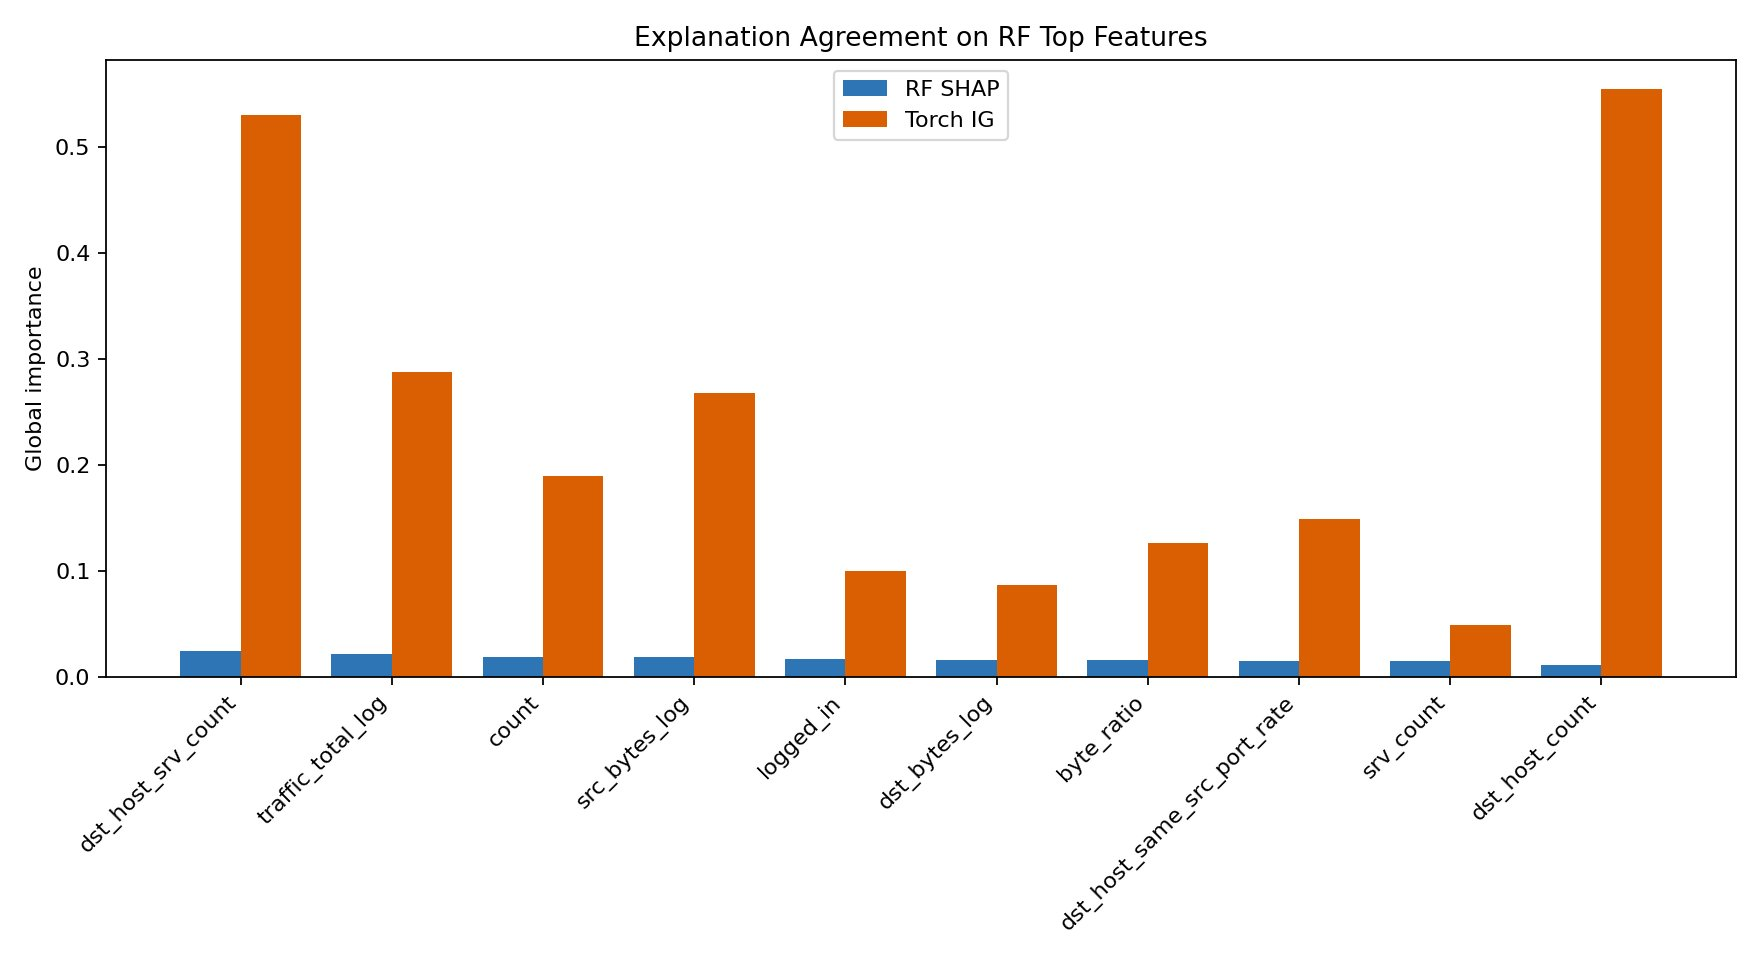 Explanation Agreement on RF Top Features
RF SHAP
Torch IG
Global importance
0.5
0.4
0.3
0.2
0.1
0.0
dst_host_srv_count
traffic_total_log
count
src_bytes_log
logged_in
dst_bytes_log
byte_ratio
dst_host_same_src_port_rate
srv_count
dst_host_count